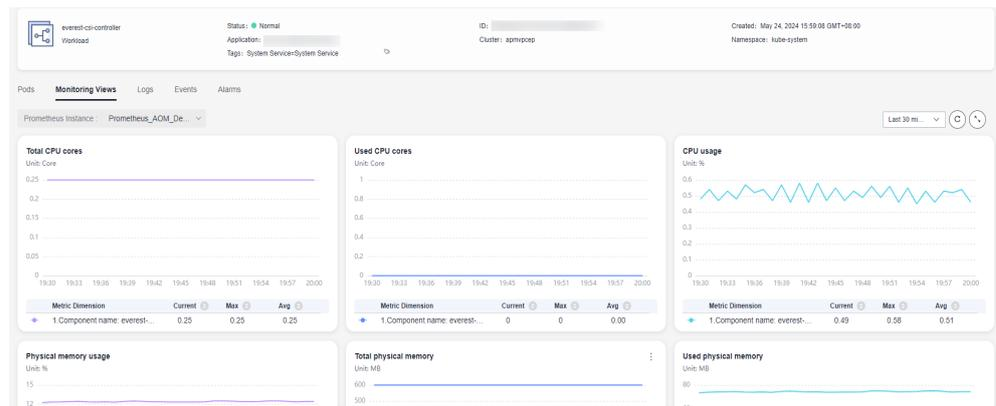 everest-csi-controller
Workload
Status: Normal
Application:
Tags: System Service=System Service
ID:
Cluster: apmvpcep
Created: May 24, 2024 15:59:08 GMT+08:00
Namespace: kube-system
Pods Monitoring Views Logs Events Alarms
Prometheus Instance : Prometheus_AOM_De...
Last 30 mi...
Total CPU cores
Unit: Core
0.25
0.2
0.15
0.1
0.05
0
19:30 19:33 19:36 19:39 19:42 19:45 19:48 19:51 19:54 19:57 20:00
Metric Dimension Current Max Avg
1.Component name: everest-... 0.25 0.25 0.25
Used CPU cores
Unit: Core
1
0.8
0.6
0.4
0.2
0
19:30 19:33 19:36 19:39 19:42 19:45 19:48 19:51 19:54 19:57 20:00
Metric Dimension Current Max Avg
1.Component name: everest-... 0 0 0.00
CPU usage
Unit: %
0.6
0.5
0.4
0.3
0.2
0.1
0
19:30 19:33 19:36 19:39 19:42 19:45 19:48 19:51 19:54 19:57 20:00
Metric Dimension Current Max Avg
1.Component name: everest-... 0.49 0.58 0.51
Physical memory usage
Unit: %
15
12
Total physical memory
Unit: MB
600
500
Used physical memory
Unit: MB
80